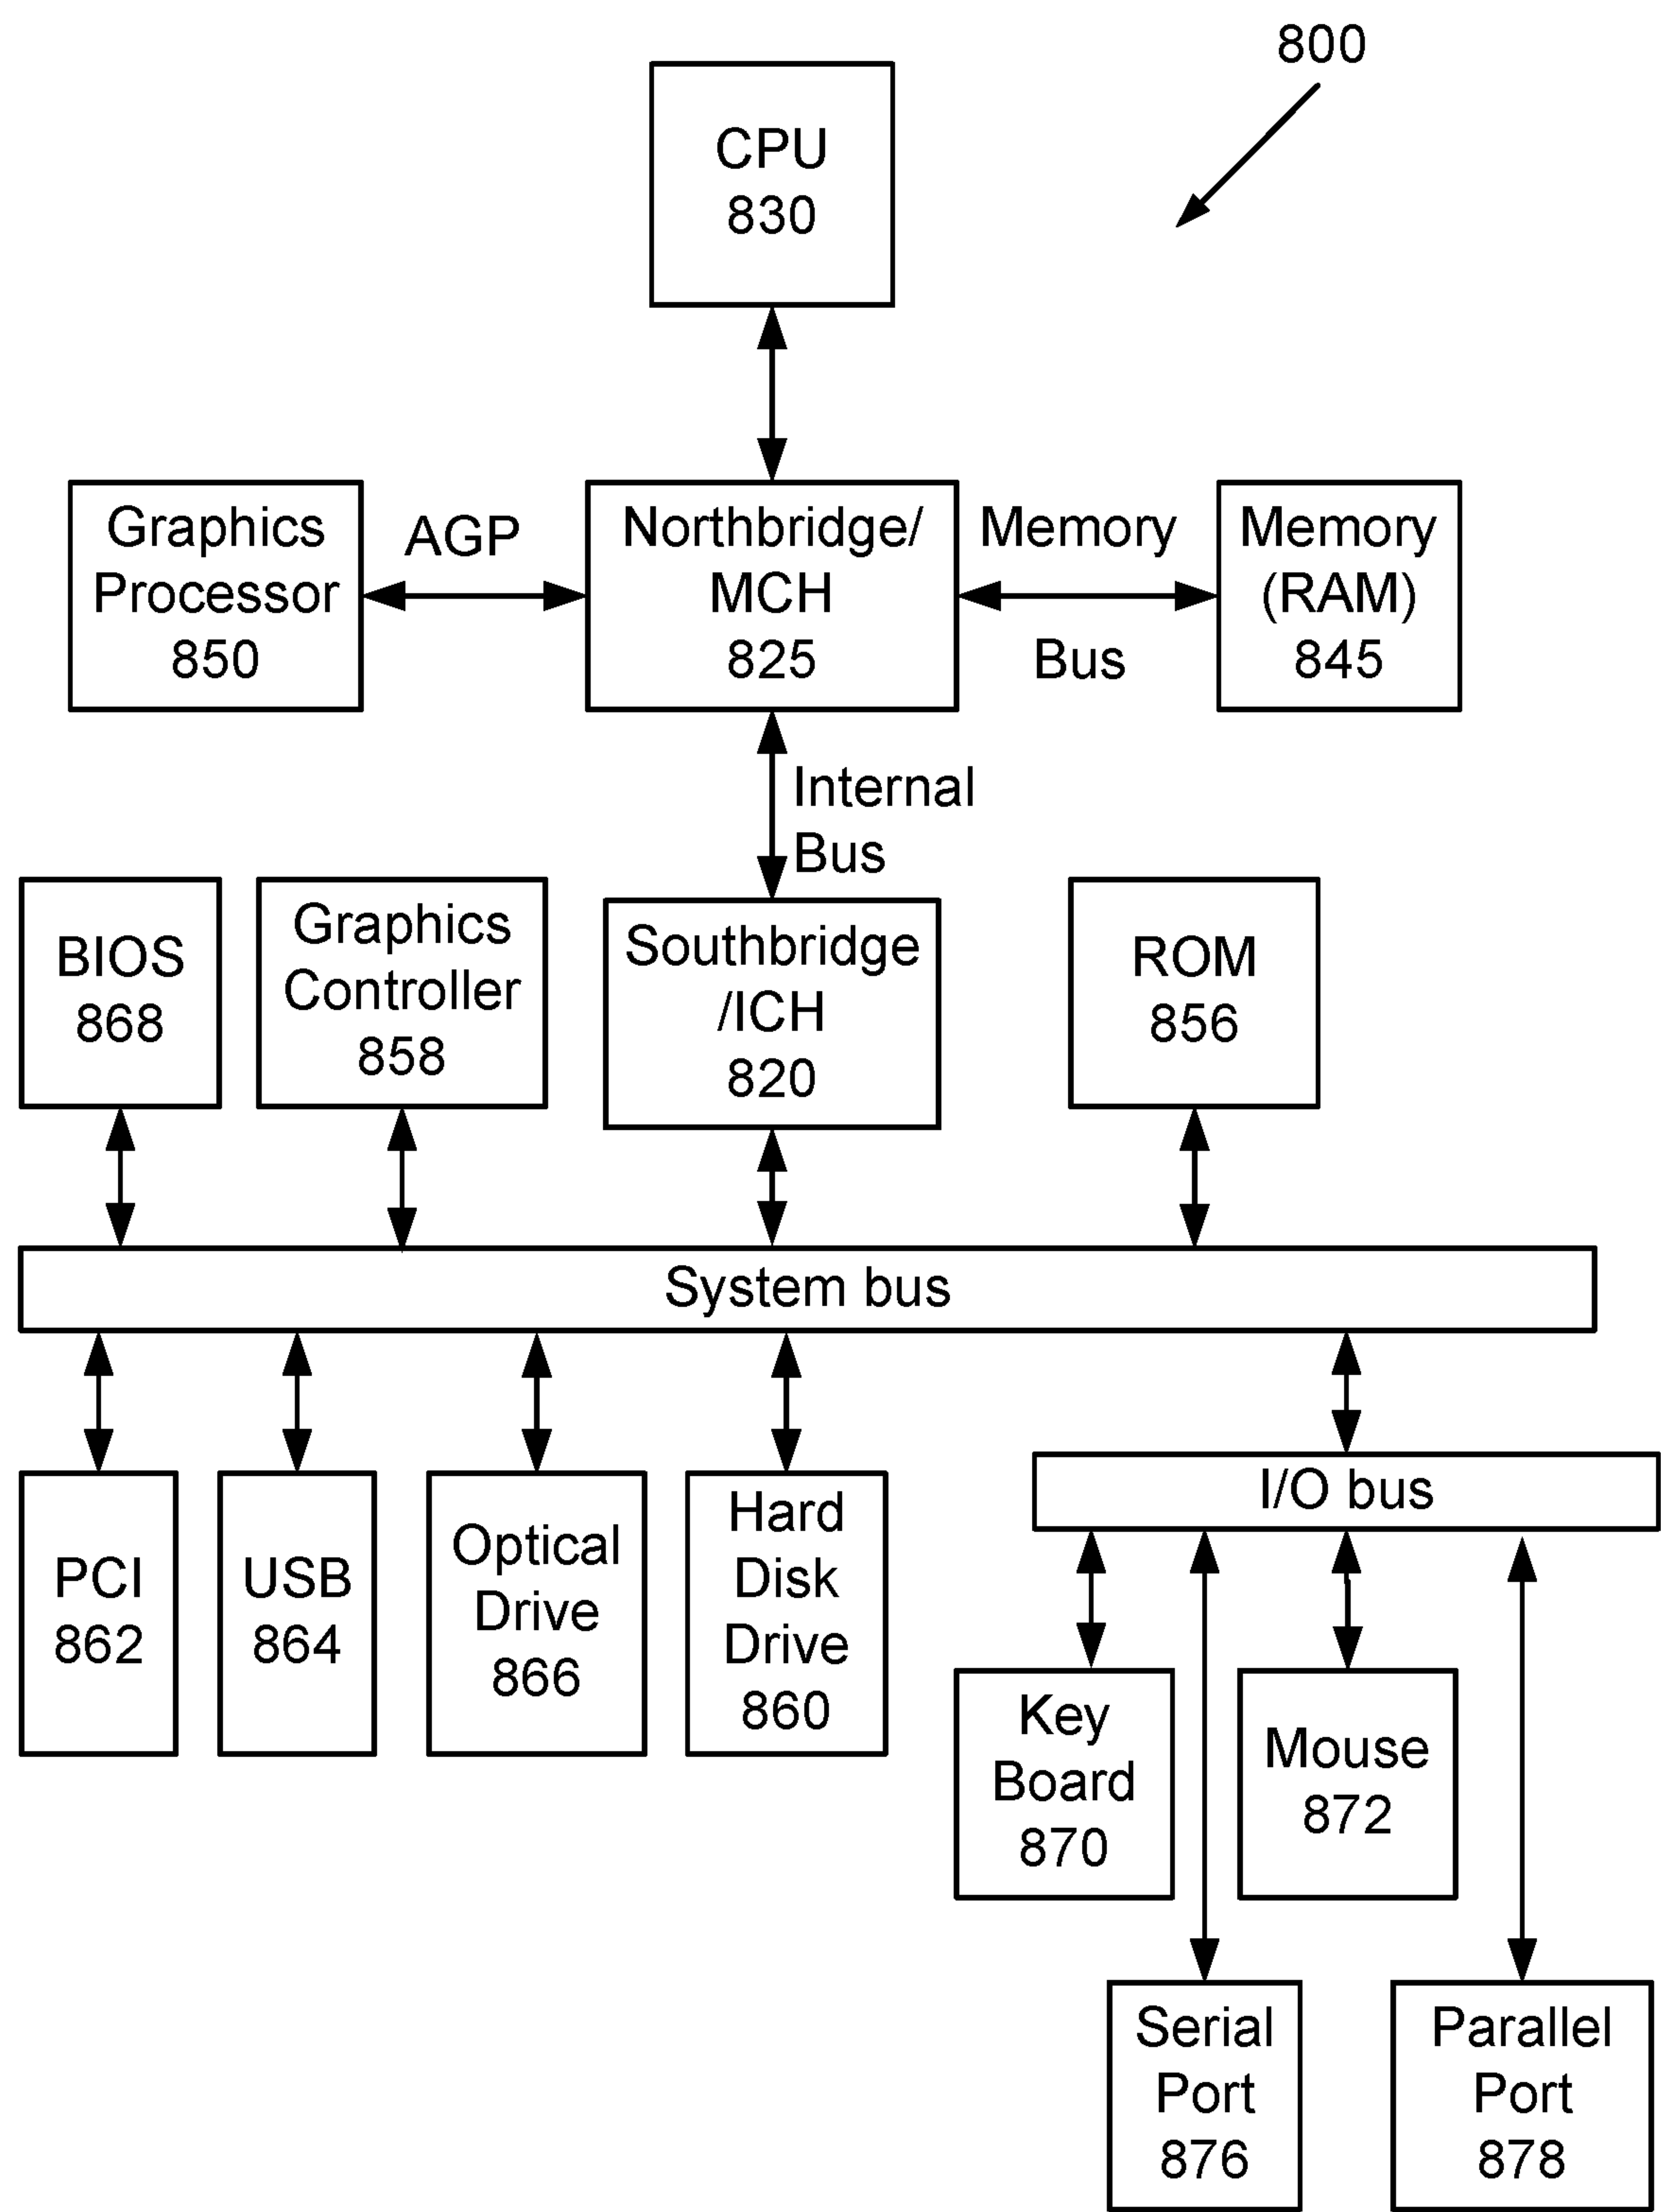 800
CPU
830
Graphics
Processor
850
AGP
Northbridge/
MCH
825
Memory
Bus
Memory
(RAM)
845
Internal
Bus
BIOS
868
Graphics
Controller
858
Southbridge
/ICH
820
ROM
856
System bus
PCI
862
USB
864
Optical
Drive
866
Hard
Disk
Drive
860
I/O bus
Key
Board
870
Mouse
872
Serial
Port
876
Parallel
Port
878